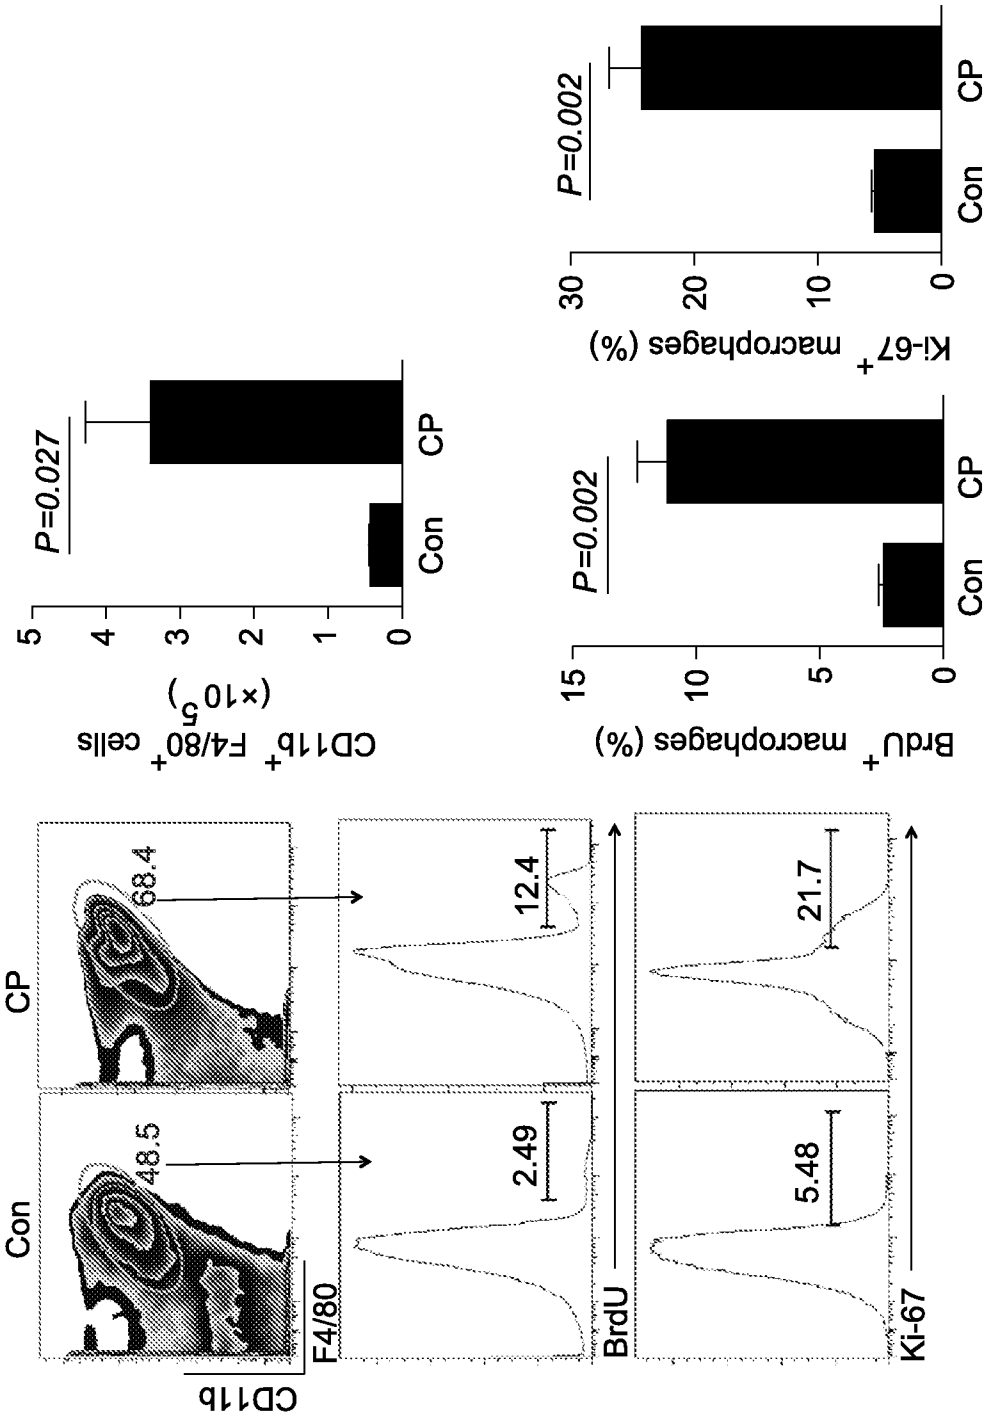 Con
CP
48.5
68.4
CD11b
F4/80
2.49
12.4
BrdU
5.48
21.7
Ki-67
CD11b+ F4/80+ cells
(×105)
5
4
3
2
1
0
P=0.027
Con
CP
BrdU+ macrophages (%)
15
10
5
0
P=0.002
Con
CP
Ki-67+ macrophages (%)
30
20
10
0
P=0.002
Con
CP